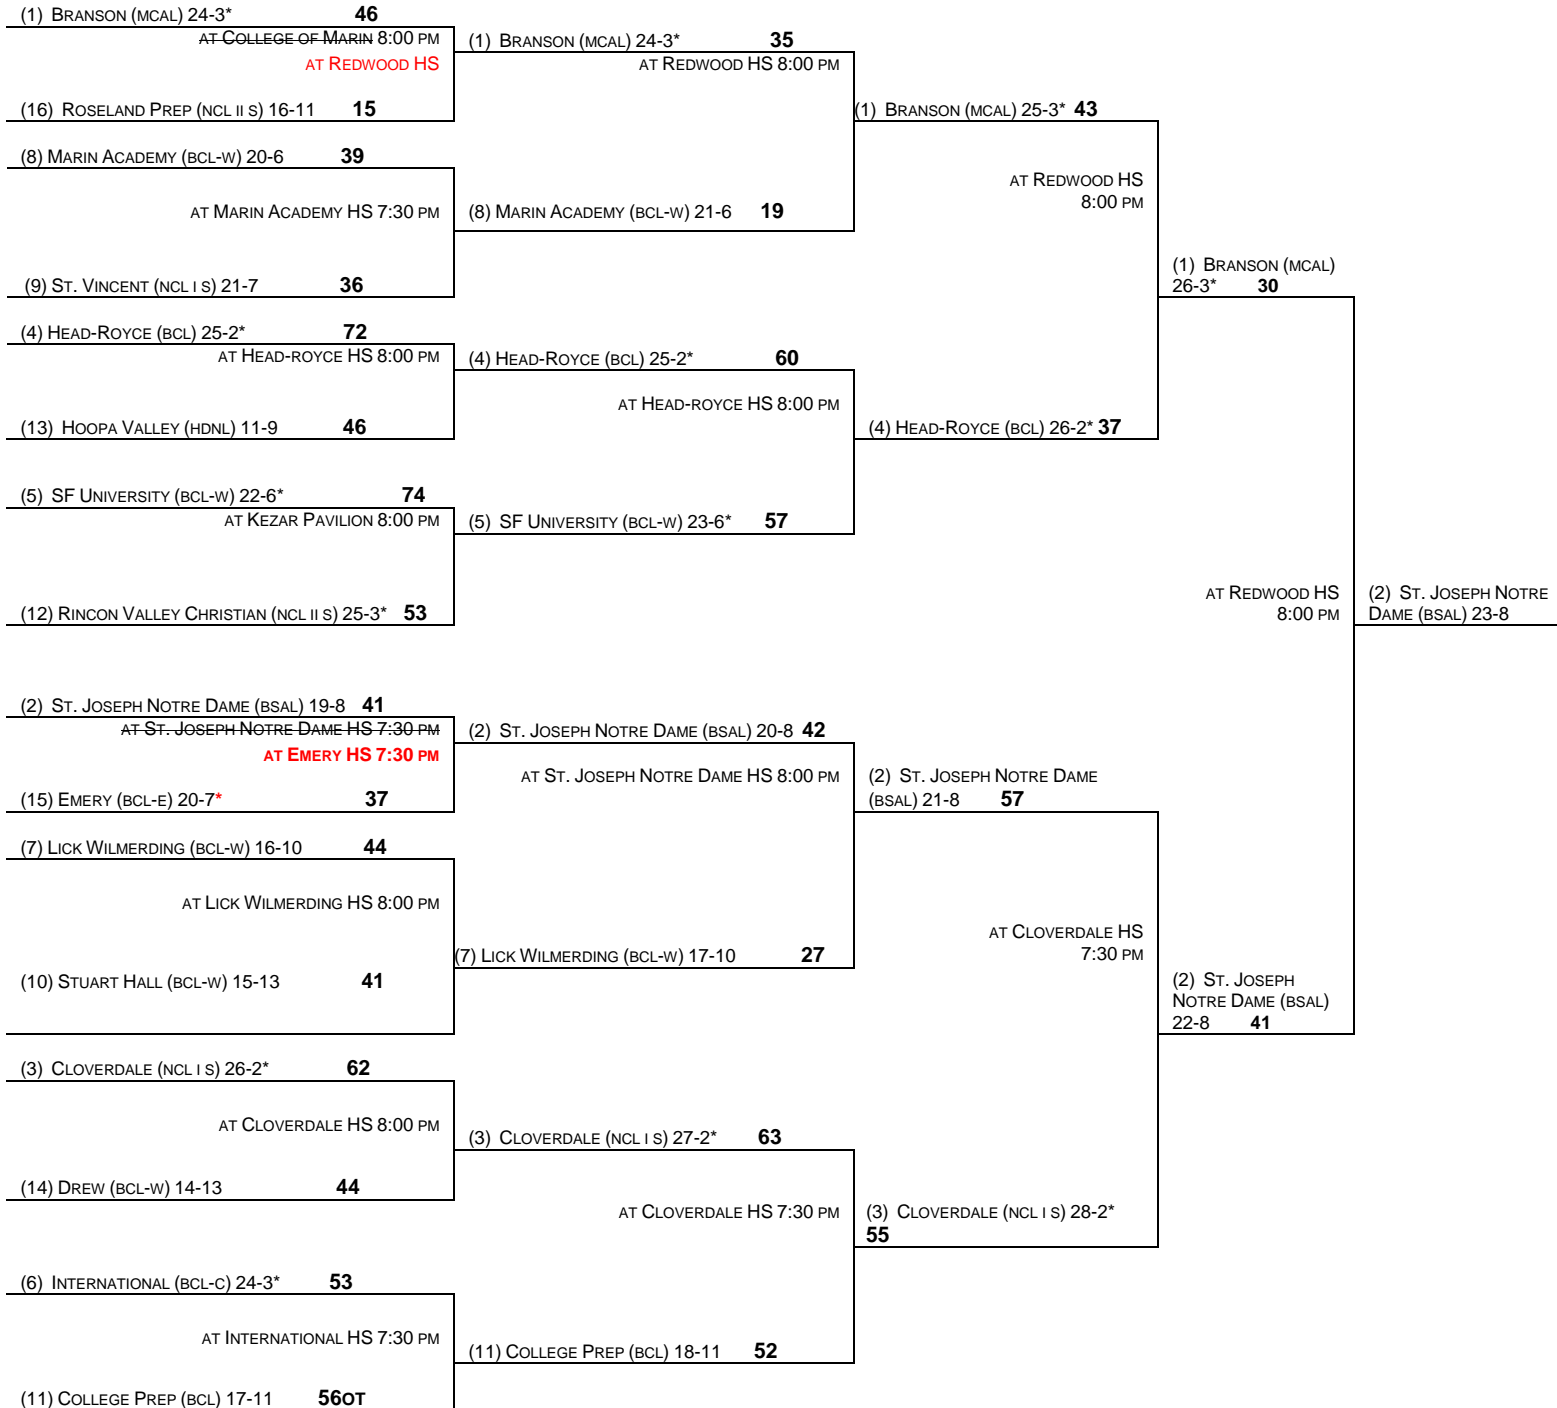 (1) Branson (MCAL) 24-3* 46
at College of Marin 8:00 pm
at Redwood HS
(16) Roseland Prep (NCL II S) 16-11 15
(8) Marin Academy (BCL-W) 20-6 39
at Marin Academy HS 7:30 pm
(9) St. Vincent (NCL I S) 21-7 36
(4) Head-Royce (BCL) 25-2* 72
at Head-royce HS 8:00 pm
(13) Hoopa Valley (HDNL) 11-9 46
(5) SF University (BCL-W) 22-6* 74
at Kezar Pavilion 8:00 pm
(12) Rincon Valley Christian (NCL II S) 25-3* 53
(2) St. Joseph Notre Dame (BSAL) 19-8 41
at St. Joseph Notre Dame HS 7:30 pm
at Emery HS 7:30 pm
(15) Emery (BCL-E) 20-7* 37
(7) Lick Wilmerding (BCL-W) 16-10 44
at Lick Wilmerding HS 8:00 pm
(10) Stuart Hall (BCL-W) 15-13 41
(3) Cloverdale (NCL I S) 26-2* 62
at Cloverdale HS 8:00 pm
(14) Drew (BCL-W) 14-13 44
(6) International (BCL-C) 24-3* 53
at International HS 7:30 pm
(11) College Prep (BCL) 17-11 56OT
(1) Branson (MCAL) 24-3* 35
at Redwood HS 8:00 pm
(8) Marin Academy (BCL-W) 21-6 19
(4) Head-Royce (BCL) 25-2* 60
at Head-royce HS 8:00 pm
(5) SF University (BCL-W) 23-6* 57
(2) St. Joseph Notre Dame (BSAL) 20-8 42
at St. Joseph Notre Dame HS 8:00 pm
(7) Lick Wilmerding (BCL-W) 17-10 27
(3) Cloverdale (NCL I S) 27-2* 63
at Cloverdale HS 7:30 pm
(11) College Prep (BCL) 18-11 52
(1) Branson (MCAL) 25-3* 43
at Redwood HS
8:00 pm
(4) Head-Royce (BCL) 26-2* 37
(2) St. Joseph Notre Dame
(BSAL) 21-8 57
at Cloverdale HS
7:30 pm
(3) Cloverdale (NCL I S) 28-2*
55
(1) Branson (MCAL)
26-3* 30
at Redwood HS
8:00 pm
(2) St. Joseph
Notre Dame (BSAL)
22-8 41
(2) St. Joseph Notre
Dame (BSAL) 23-8